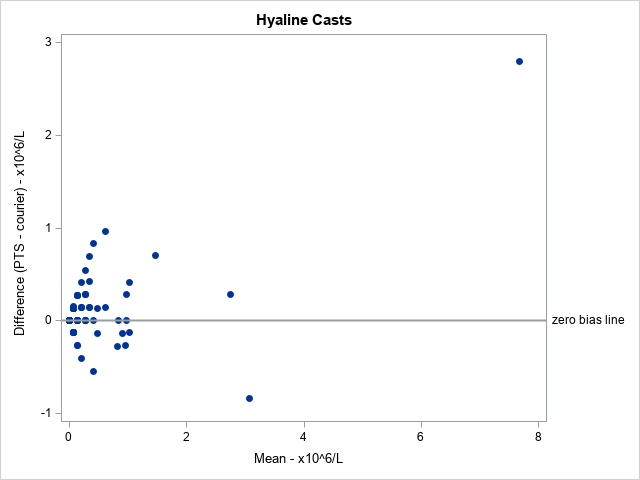 Hyaline Casts
Difference (PTS - courier) - x10^6/L
3
2
1
0
-1
zero bias line
0
2
4
6
8
Mean - x10^6/L